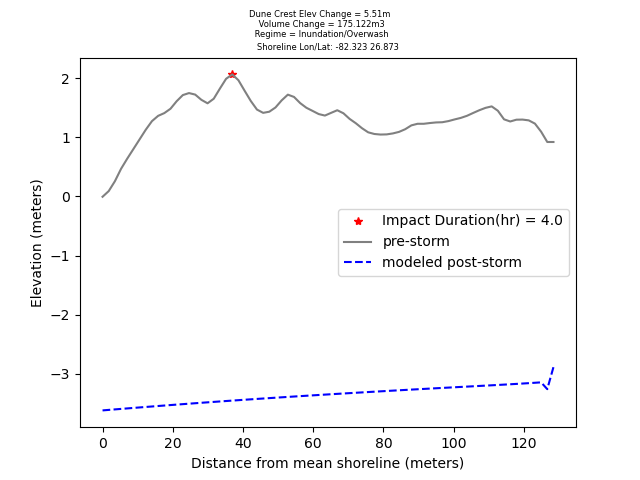 Dune Crest Elev Change = 5.51m
Volume Change = 175.122m3
Regime = Inundation/Overwash
Shoreline Lon/Lat: -82.323 26.873
2
1
0
−1
−2
−3
Elevation (meters)
Impact Duration(hr) = 4.0
pre-storm
modeled post-storm
0 20 40 60 80 100 120
Distance from mean shoreline (meters)